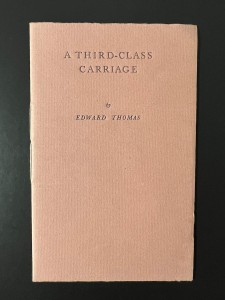 A THIRD-CLASS
CARRIAGE
by
EDWARD THOMAS